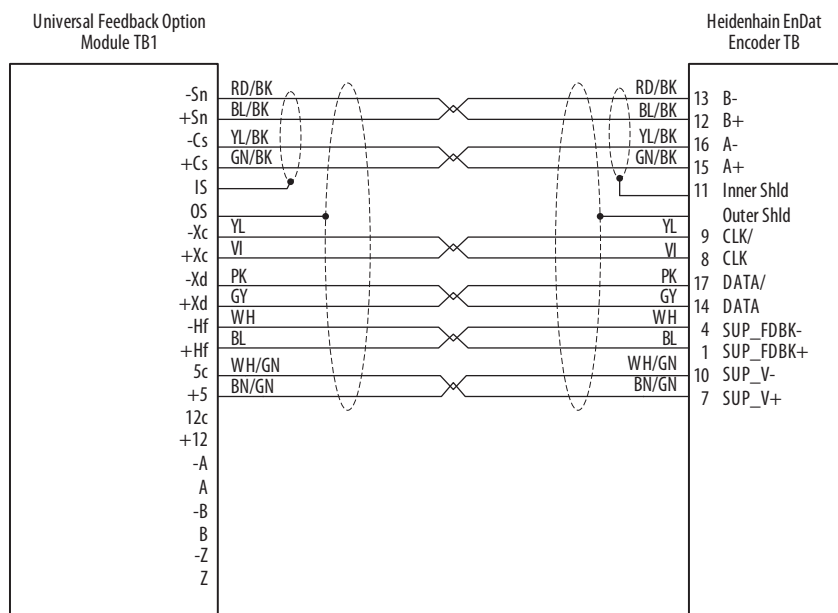 Universal Feedback Option
Module TB1
Heidenhain EnDat
Encoder TB
-Sn RD/BK RD/BK 13 B-
+Sn BL/BK BL/BK 12 B+
-Cs YL/BK YL/BK 16 A-
+Cs GN/BK GN/BK 15 A+
IS 11 Inner Shld
OS Outer Shld
-Xc YL YL 9 CLK/
+Xc VI VI 8 CLK
-Xd PK PK 17 DATA/
+Xd GY GY 14 DATA
-Hf WH WH 4 SUP_FDBK-
+Hf BL BL 1 SUP_FDBK+
5c WH/GN WH/GN 10 SUP_V-
+5 BN/GN BN/GN 7 SUP_V+
12c
+12
-A
A
-B
B
-Z
Z